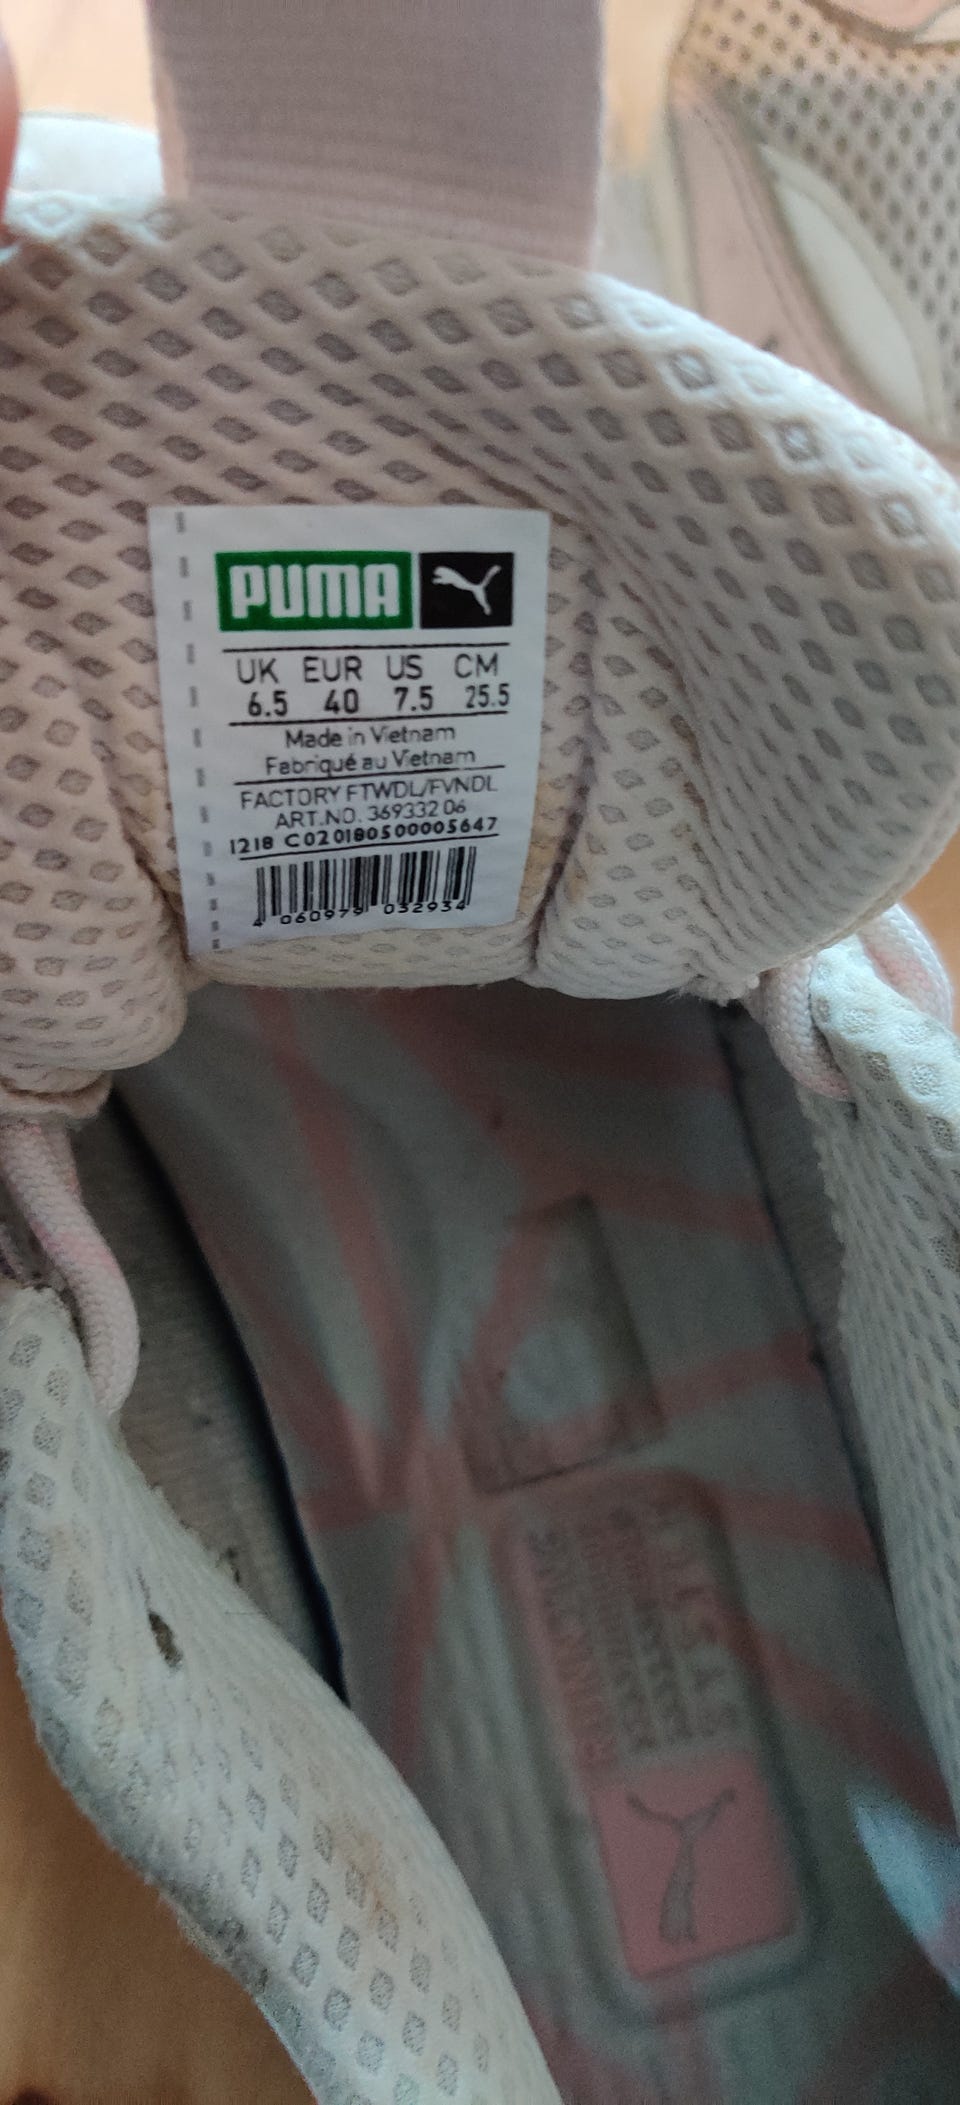 PUMA
UK EUR US CM
6.5 40 7.5 25.5
Made in Vietnam
Fabriqué au Vietnam
FACTORY FTWDL/FVNDL
ART.NO. 369332 06
1218 C020180500005647
4 060979 032934